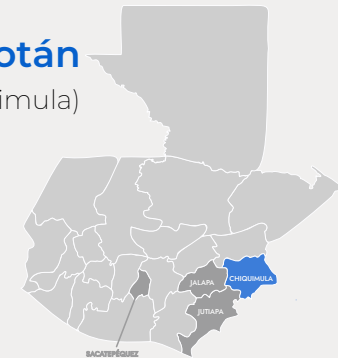 otán
imula)
CHIQUIMULA
JALAPA
JUTIAPA
SACATEPÉQUEZ